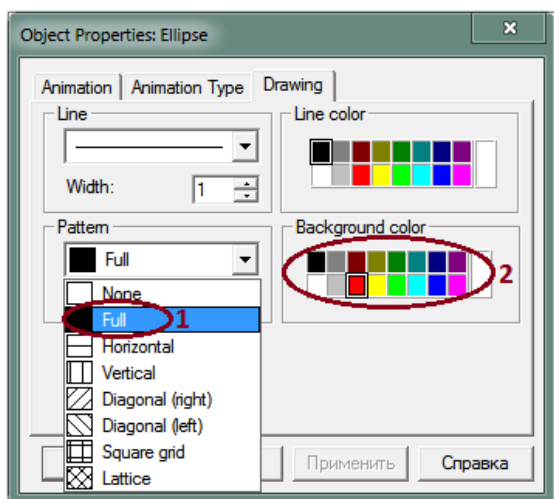 Object Properties: Ellipse
x
Animation Animation Type Drawing
Line Line color
Width: 1
Pattern Background color
Full
2
None
Full 1
Horizontal
Vertical
Diagonal (right)
Diagonal (left)
Square grid
Lattice
Применить Справка